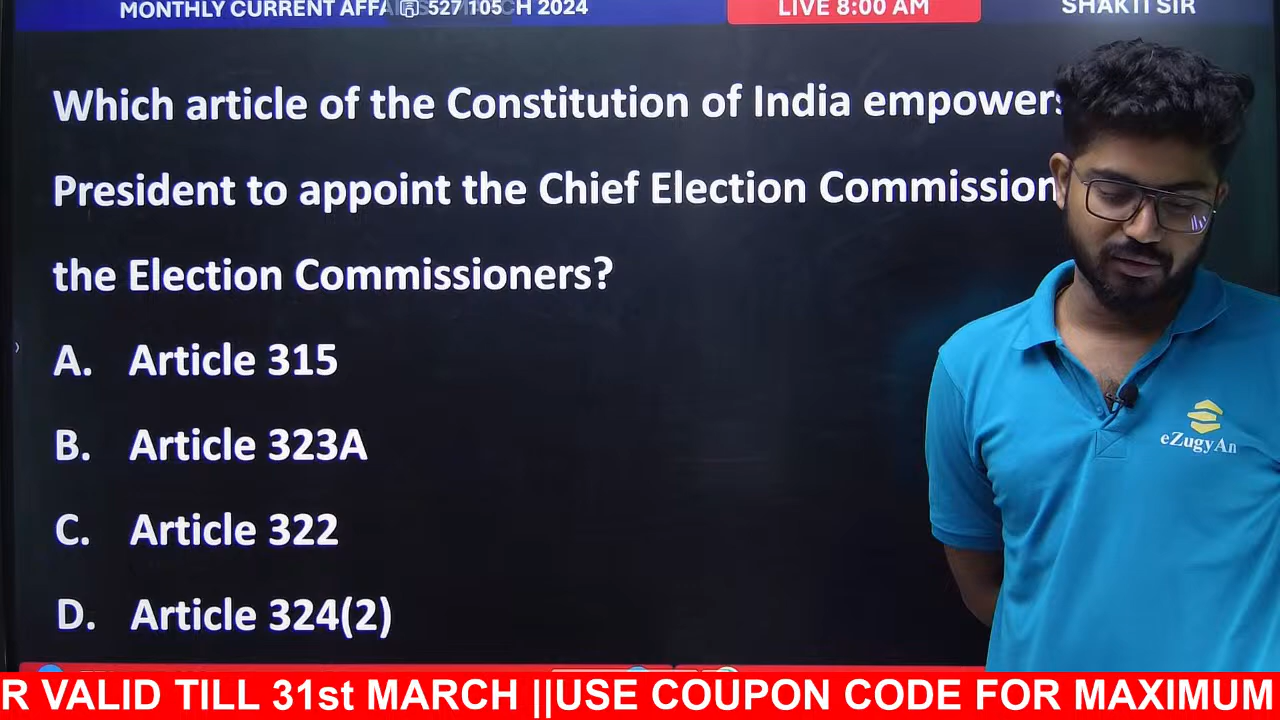 MONTHLY CURRENT AFFA 527 105 H 2024
LIVE 8:00 AM
SHAKTI SIR
Which article of the Constitution of India empowers
President to appoint the Chief Election Commission
the Election Commissioners?
A. Article 315
B. Article 323A
C. Article 322
D. Article 324(2)
eZugyAn
R VALID TILL 31st MARCH ||USE COUPON CODE FOR MAXIMUM